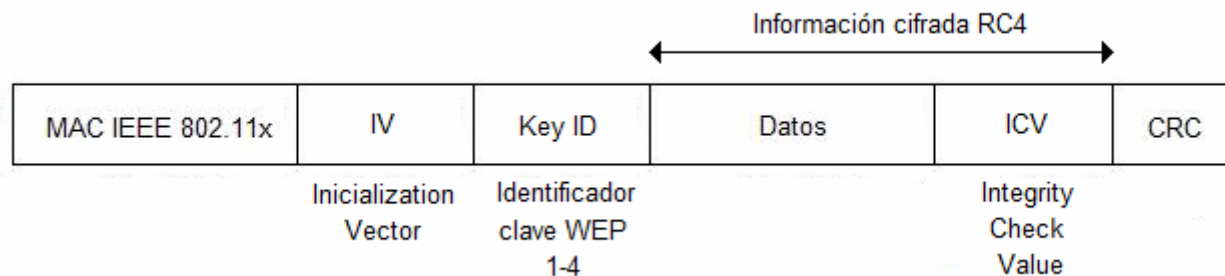 Información cifrada RC4
MAC IEEE 802.11x
IV
Key ID
Datos
ICV
CRC
Inicialization
Vector
Identificador
clave WEP
1-4
Integrity
Check
Value